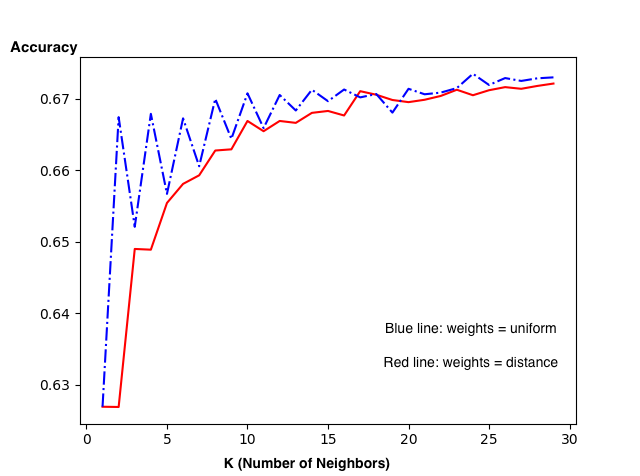 Accuracy
0.67
0.66
0.65
0.64
0.63
Blue line: weights = uniform
Red line: weights = distance
0 5 10 15 20 25 30
K (Number of Neighbors)